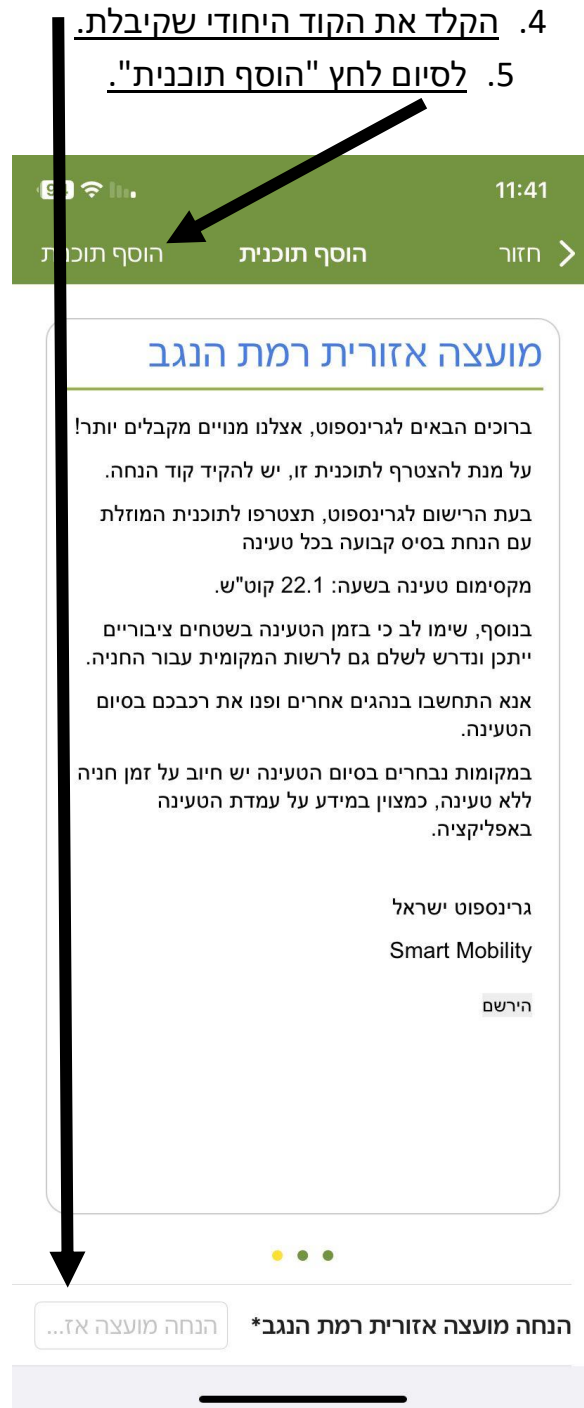 4. הקלד את הקוד היחודי שקיבלת.
5. לסיום לחץ "הוסף תוכנית".
11:41
חזור
הוסף תוכנית
הוסף תוכנית
מועצה אזורית רמת הנגב
ברוכים הבאים לגרינספוט, אצלנו מנויים מקבלים יותר!
על מנת להצטרף לתוכנית זו, יש להקיד קוד הנחה.
בעת הרישום לגרינספוט, תצטרפו לתוכנית המוזלת
עם הנחת בסיס קבועה בכל טעינה
מקסימום טעינה בשעה: 22.1 קוט"ש.
בנוסף, שימו לב כי בזמן הטעינה בשטחים ציבוריים
ייתכן ונדרש לשלם גם לרשות המקומית עבור החניה.
אנא התחשבו בנהגים אחרים ופנו את רכבכם בסיום
הטעינה.
במקומות נבחרים בסיום הטעינה יש חיוב על זמן חניה
ללא טעינה, כמצוין במידע על עמדת הטעינה
באפליקציה.
גרינספוט ישראל
Smart Mobility
הירשם
הנחה מועצה אזורית רמת הנגב*
הנחה מועצה אז...